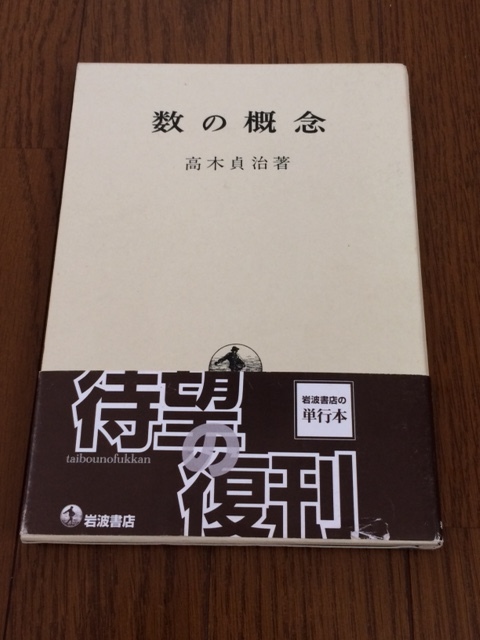 数の概念
高木貞治著
待望の復刊
taibounofukkan
岩波書店の
単行本
岩波書店